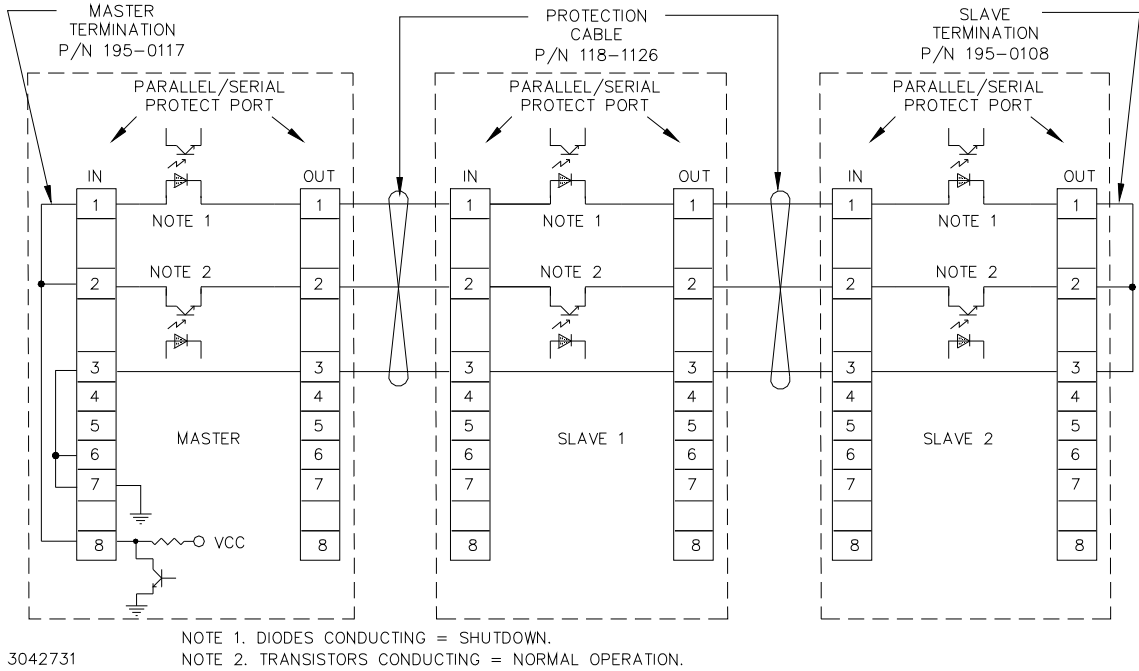 MASTER
TERMINATION
P/N 195-0117
PROTECTION
CABLE
P/N 118-1126
SLAVE
TERMINATION
P/N 195-0108
PARALLEL/SERIAL
PROTECT PORT
PARALLEL/SERIAL
PROTECT PORT
PARALLEL/SERIAL
PROTECT PORT
IN
OUT
IN
OUT
IN
OUT
1
NOTE 1
1
1
NOTE 1
1
1
NOTE 1
1
2
NOTE 2
2
2
NOTE 2
2
2
NOTE 2
2
3
3
3
3
3
3
4
4
4
4
4
4
5
5
5
5
5
5
MASTER
SLAVE 1
SLAVE 2
6
6
6
6
6
6
7
7
7
7
7
7
8
VCC
8
8
8
8
8
NOTE 1. DIODES CONDUCTING = SHUTDOWN.
3042731
NOTE 2. TRANSISTORS CONDUCTING = NORMAL OPERATION.